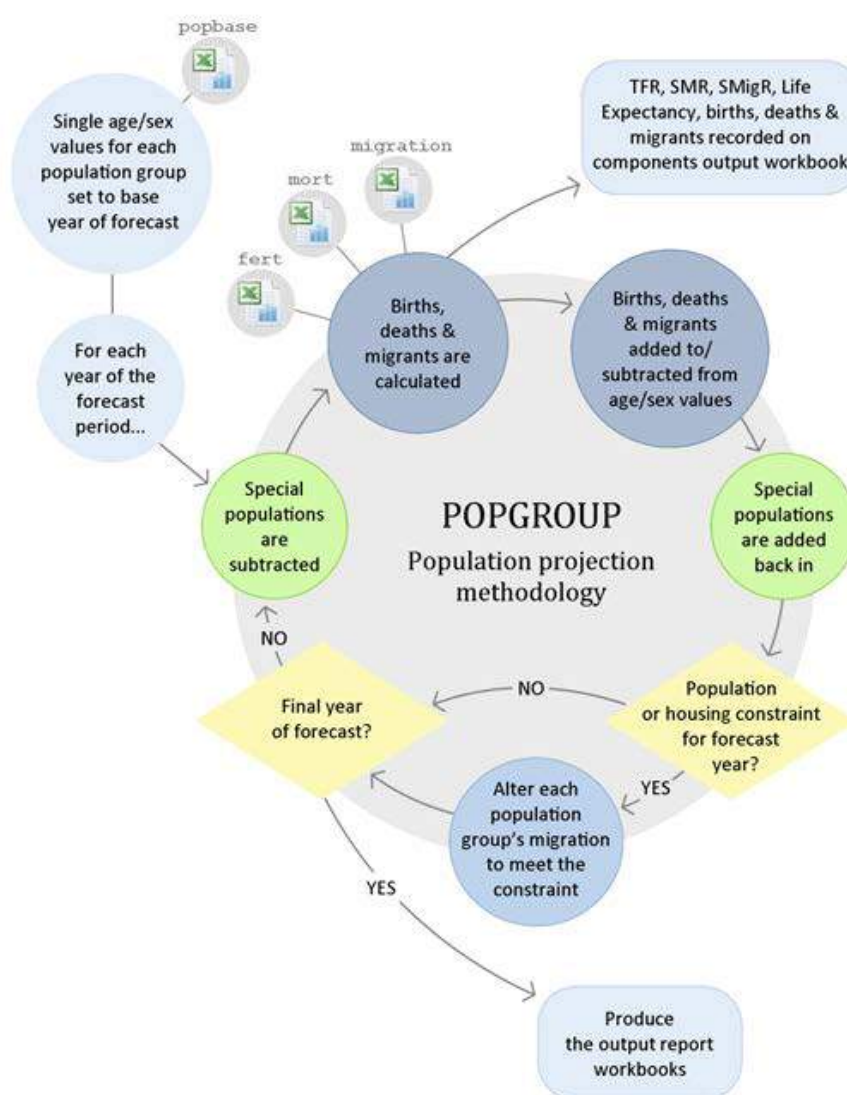 popbase
Single age/sex
values for each
population group
set to base
year of forecast
For each
year of the
forecast
period...
fert
mort
migration
TFR, SMR, SMigR, Life
Expectancy, births, deaths &
migrants recorded on
components output workbook
Births,
deaths &
migrants are
calculated
Births, deaths
& migrants
added to/
subtracted from
age/sex values
Special
populations
are
subtracted
POPGROUP
Population projection
methodology
Special
populations
are added
back in
NO
Final year
of forecast?
NO
Population
or housing constraint
for forecast
year?
YES
Alter each
population
group's migration
to meet the
constraint
YES
Produce
the output report
workbooks